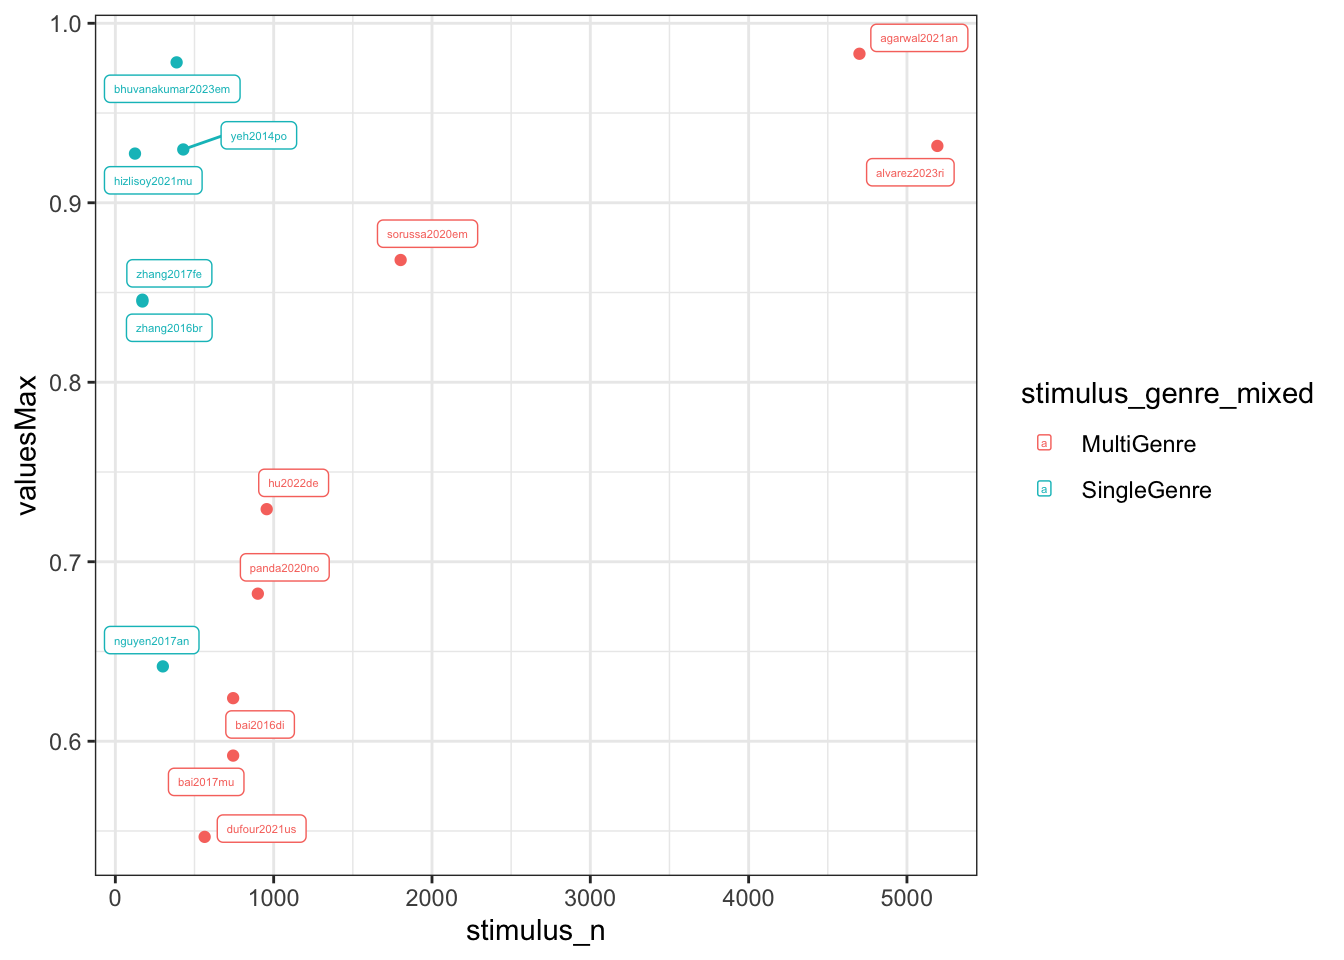 1.0
0.9
0.8
0.7
0.6
valuesMax
agarwal2021an
bhuvanakumar2023em
yeh2014po
alvarez2023ri
hizlisoy2021mu
sorussa2020em
zhang2017fe
zhang2016br
hu2022de
panda2020no
nguyen2017an
bai2016di
bai2017mu
dufour2021us
0 1000 2000 3000 4000 5000
stimulus_n
stimulus_genre_mixed
a MultiGenre
a SingleGenre